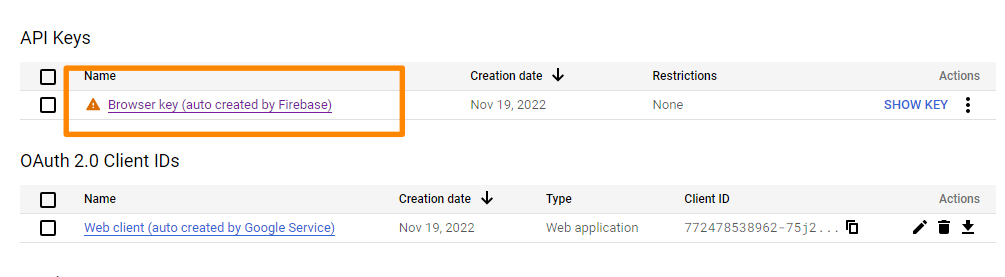 API Keys
Name Creation date Restrictions Actions
Browser key (auto created by Firebase) Nov 19, 2022 None SHOW KEY
OAuth 2.0 Client IDs
Name Creation date Type Client ID Actions
Web client (auto created by Google Service) Nov 19, 2022 Web application 772478538962-75j2...